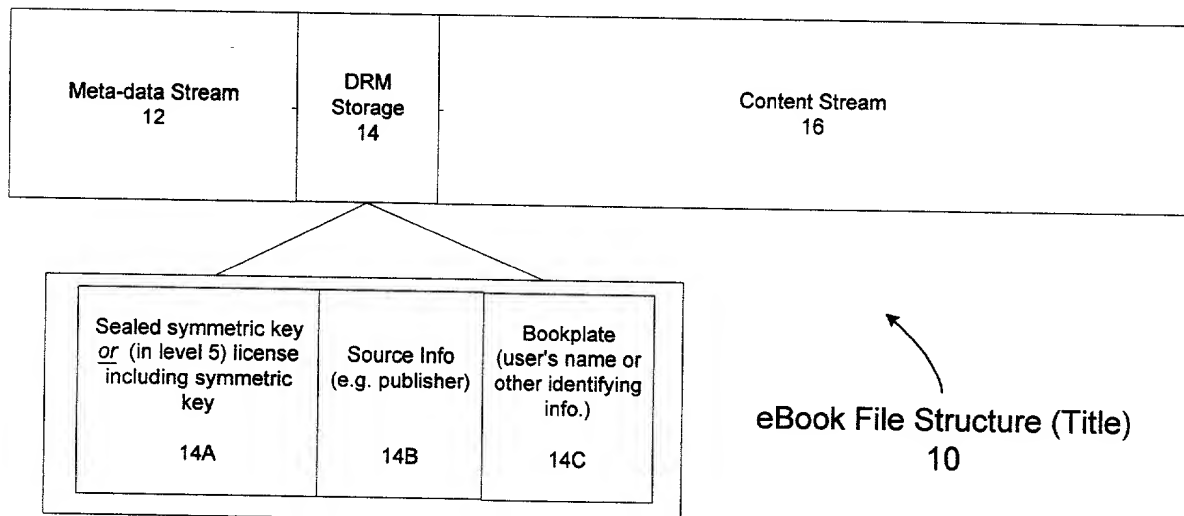 Meta-data Stream
12
DRM
Storage
14
Content Stream
16
Sealed symmetric key
or (in level 5) license
including symmetric
key
14A
Source Info
(e.g. publisher)
14B
Bookplate
(user's name or
other identifying
info.)
14C
eBook File Structure (Title)
10